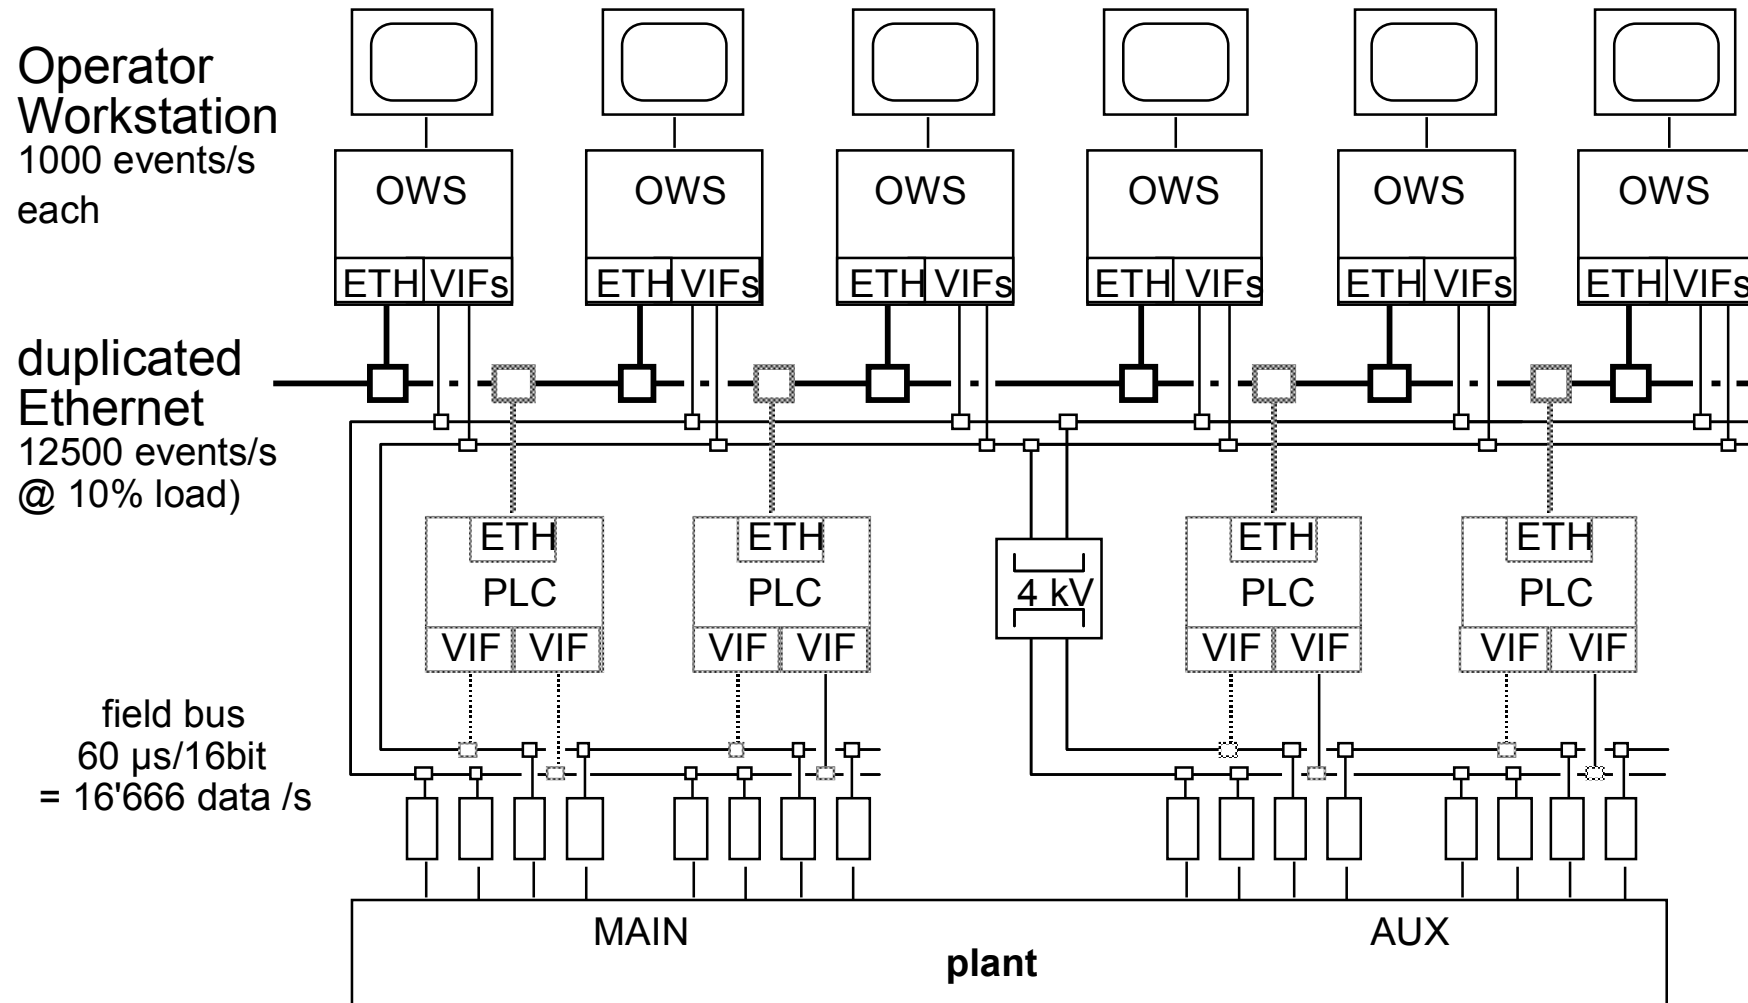 Operator
Workstation
1000 events/s
each
OWS OWS OWS OWS OWS OWS
ETH VIFs ETH VIFs ETH VIFs ETH VIFs ETH VIFs ETH VIFs
duplicated
Ethernet
12500 events/s
@ 10% load)
ETH ETH ETH ETH
PLC PLC 4 kV PLC PLC
VIF VIF VIF VIF VIF VIF VIF VIF
field bus
60 µs/16bit
= 16'666 data /s
MAIN AUX
plant